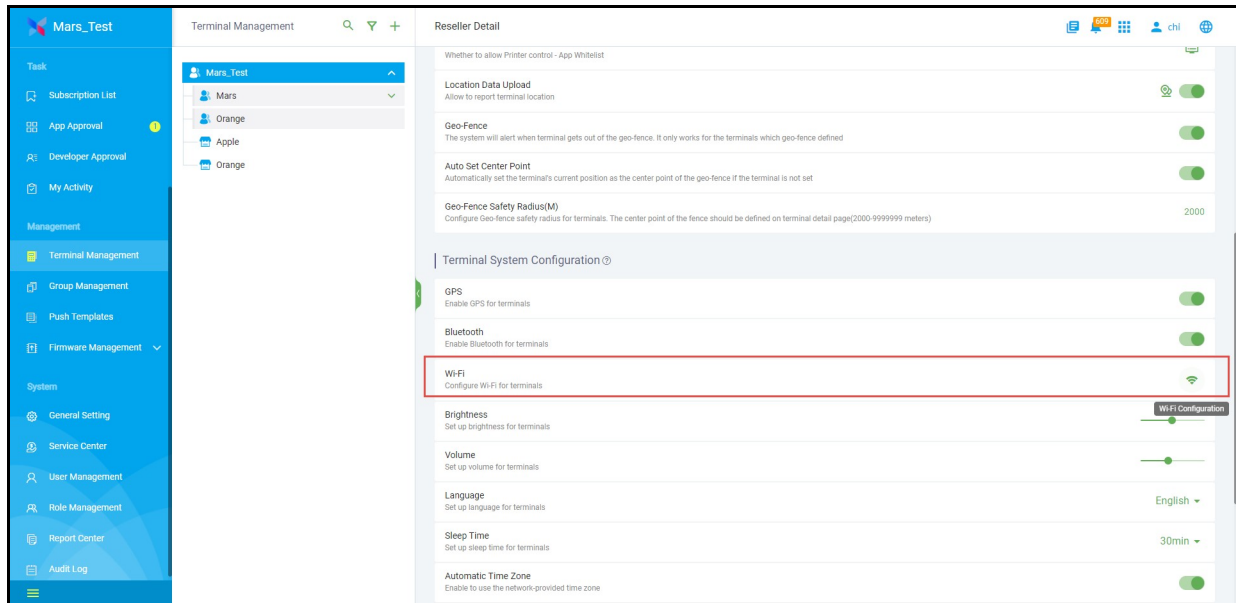 Mars_Test
Terminal Management
Reseller Detail
609
chi
Task
Subscription List
App Approval
1
Developer Approval
My Activity
Management
Terminal Management
Group Management
Push Templates
Firmware Management
System
General Setting
Service Center
User Management
Role Management
Report Center
Audit Log
Mars_Test
Mars
Orange
Apple
Orange
Whether to allow Printer control - App Whitelist
Location Data Upload
Allow to report terminal location
Geo-Fence
The system will alert when terminal gets out of the geo-fence. It only works for the terminals which geo-fence defined
Auto Set Center Point
Automatically set the terminal's current position as the center point of the geo-fence if the terminal is not set
Geo-Fence Safety Radius(M)
Configure Geo-fence safety radius for terminals. The center point of the fence should be defined on terminal detail page(2000-9999999 meters)
2000
Terminal System Configuration
GPS
Enable GPS for terminals
Bluetooth
Enable Bluetooth for terminals
Wi-Fi
Configure Wi-Fi for terminals
Wi-Fi Configuration
Brightness
Set up brightness for terminals
Volume
Set up volume for terminals
Language
Set up language for terminals
English
Sleep Time
Set up sleep time for terminals
30min
Automatic Time Zone
Enable to use the network-provided time zone